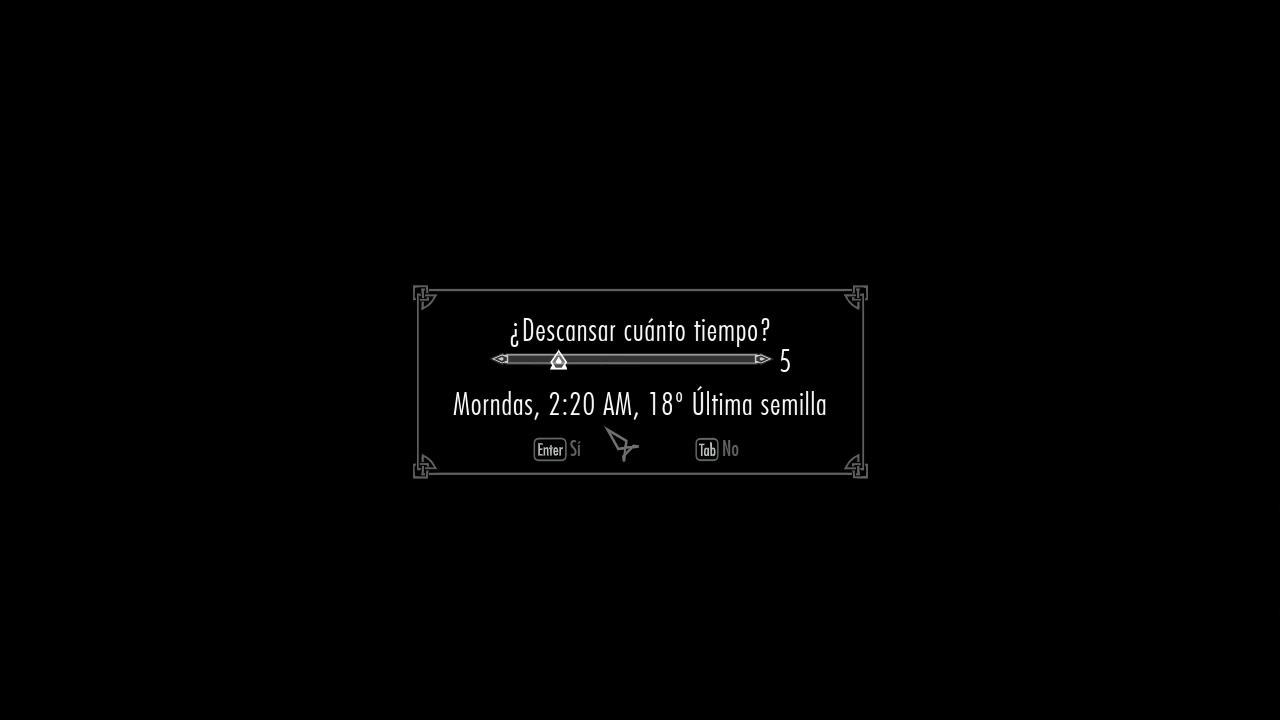 ¿Descansar cuánto tiempo?
5
Morndas, 2:20 AM, 18º Última semilla
Enter Sí Tab No